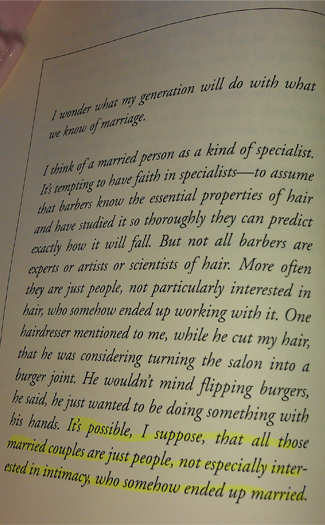 I wonder what my generation will do with what
we know of marriage.
I think of a married person as a kind of specialist.
It's tempting to have faith in specialists—to assume
that barbers know the essential properties of hair
and have studied it so thoroughly they can predict
exactly how it will fall. But not all barbers are
experts or artists or scientists of hair. More often
they are just people, not particularly interested in
hair, who somehow ended up working with it. One
hairdresser mentioned to me, while he cut my hair,
that he was considering turning the salon into a
burger joint. He wouldn't mind flipping burgers,
he said, he just wanted to be doing something with
his hands. It's possible, I suppose, that all those
married couples are just people, not especially inter-
ested in intimacy, who somehow ended up married.